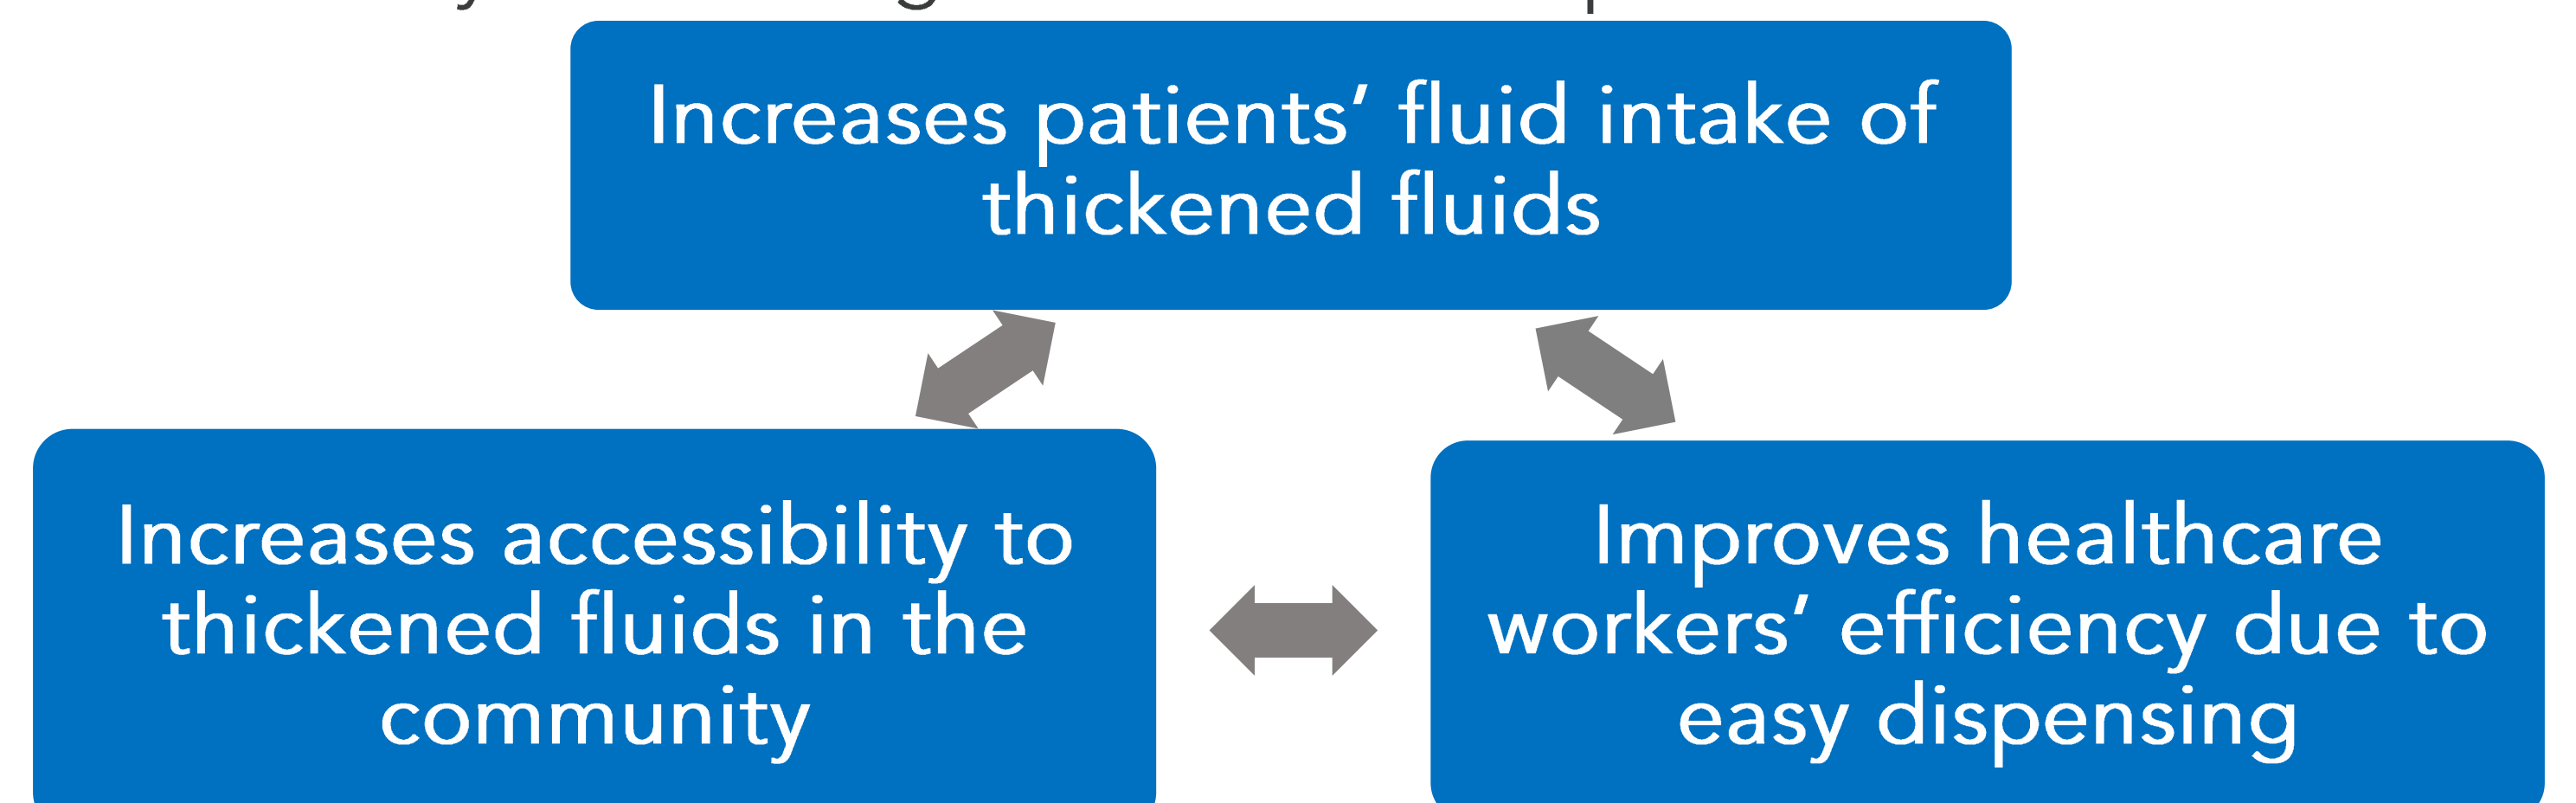 Increases patients’ fluid intake of
thickened fluids
Increases accessibility to
thickened fluids in the
community
Improves healthcare
workers’ efficiency due to
easy dispensing